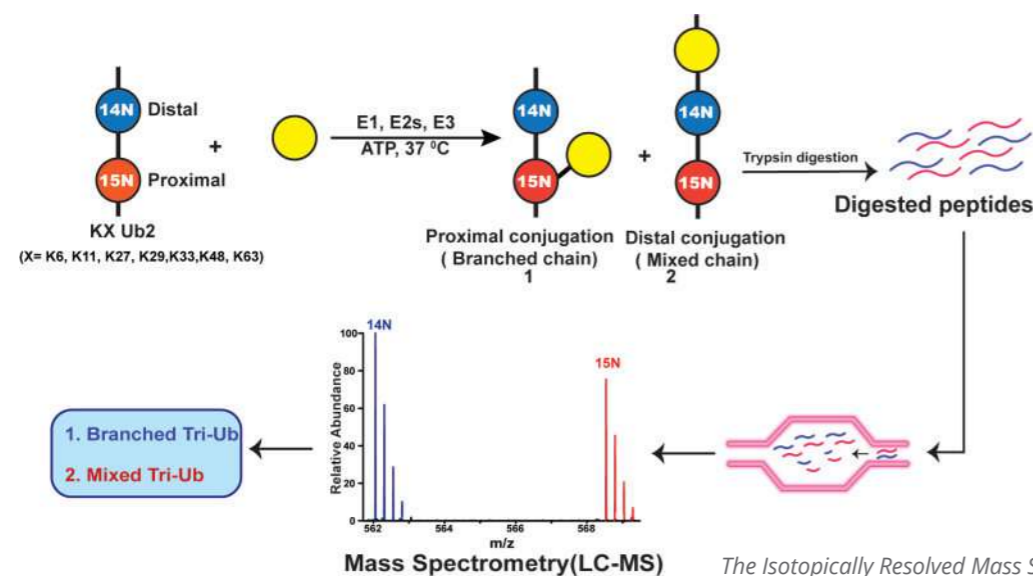 14N
Distal
15N
Proximal
KX Ub2
(X= K6, K11, K27, K29,K33,K48, K63)
+
E1, E2s, E3
ATP, 37 ⁰C
14N
15N
Proximal conjugation
( Branched chain)
1
+
14N
15N
Distal conjugation
( Mixed chain)
2
Trypsin digestion
Digested peptides
1. Branched Tri-Ub
2. Mixed Tri-Ub
Relative Abundance
100
80
60
40
20
0
14N
15N
562
564
566
568
m/z
Mass Spectrometry(LC-MS)
The Isotopically Resolved Mass S